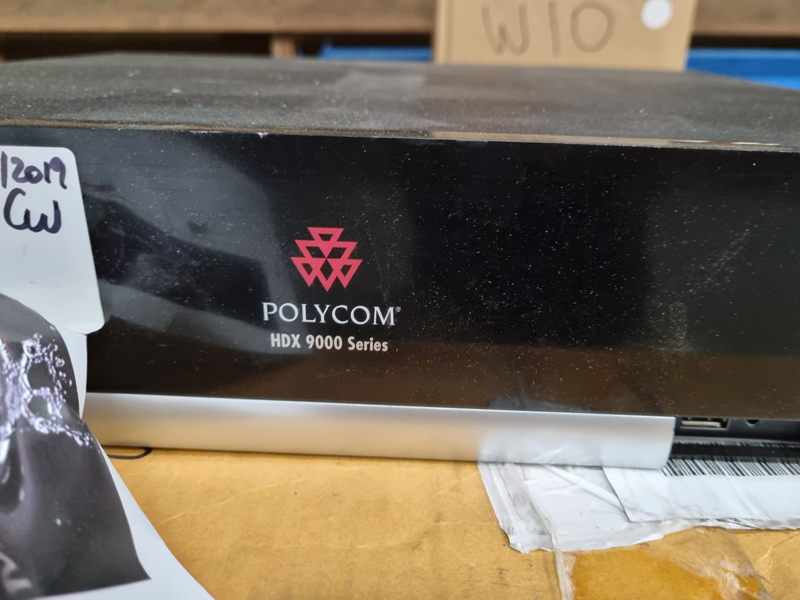 W10
/2019
CW
POLYCOM®
HDX 9000 Series